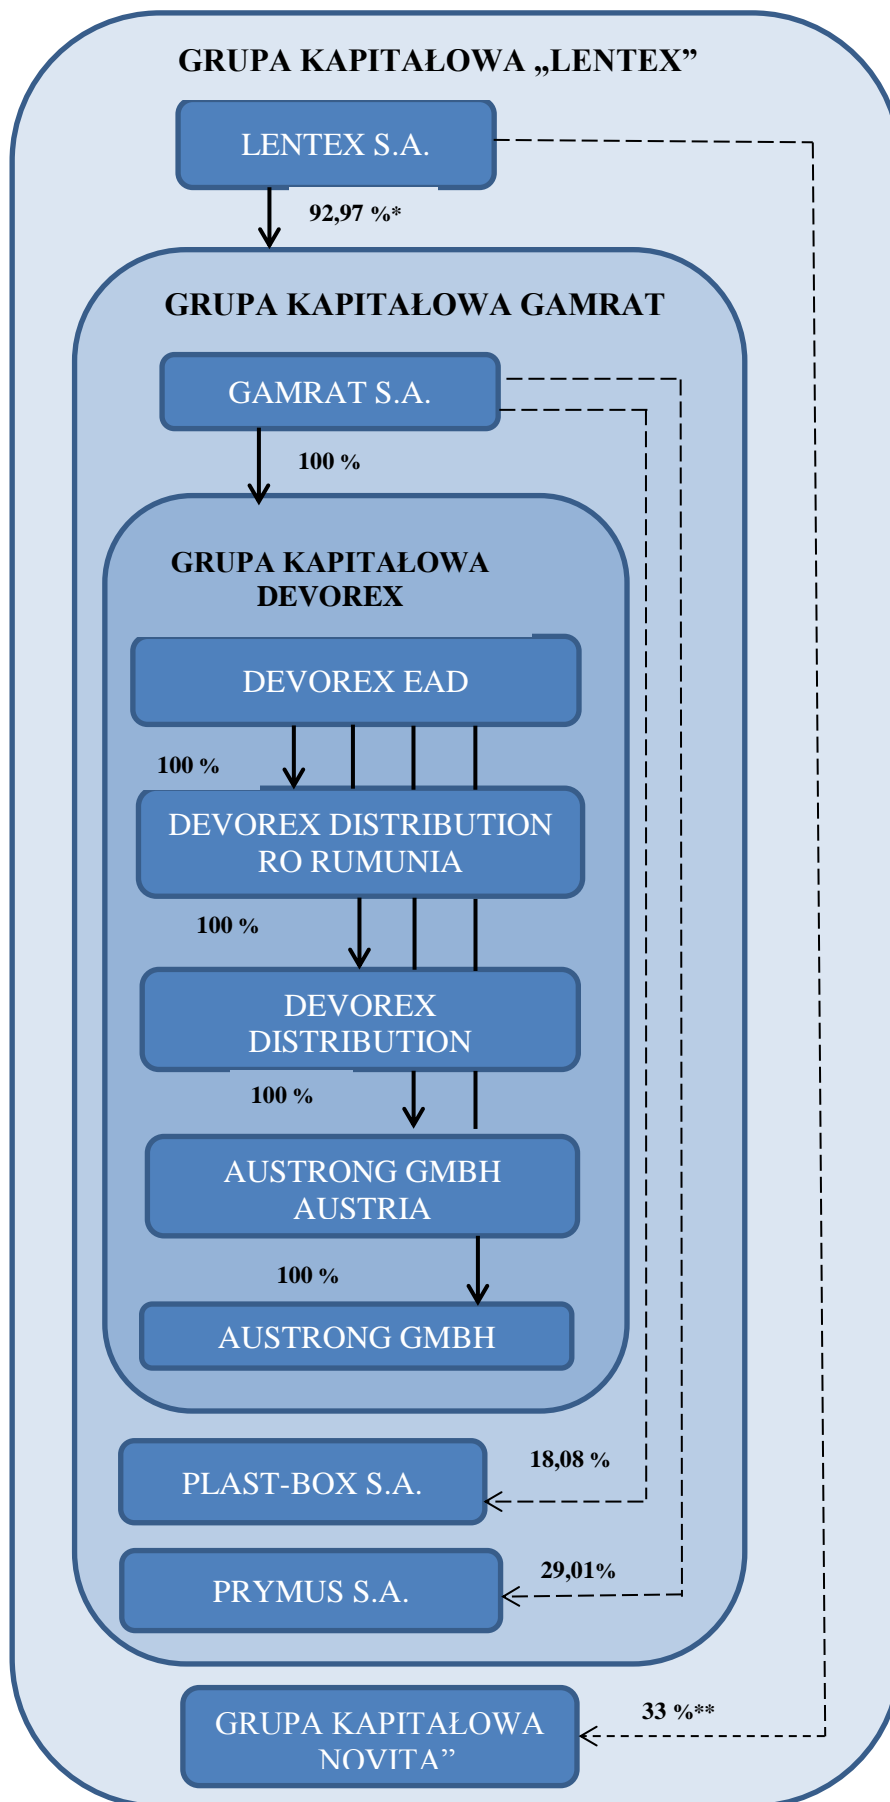 GRUPA KAPITAŁOWA „LENTEX”
LENTEX S.A.
92,97 %*
GRUPA KAPITAŁOWA GAMRAT
GAMRAT S.A.
100 %
GRUPA KAPITAŁOWA
DEVOREX
DEVOREX EAD
100 %
DEVOREX DISTRIBUTION
RO RUMUNIA
100 %
DEVOREX
DISTRIBUTION
100 %
AUSTRONG GMBH
AUSTRIA
100 %
AUSTRONG GMBH
18,08 %
PLAST-BOX S.A.
29,01%
PRYMUS S.A.
33 %**
GRUPA KAPITAŁOWA
NOVITA”